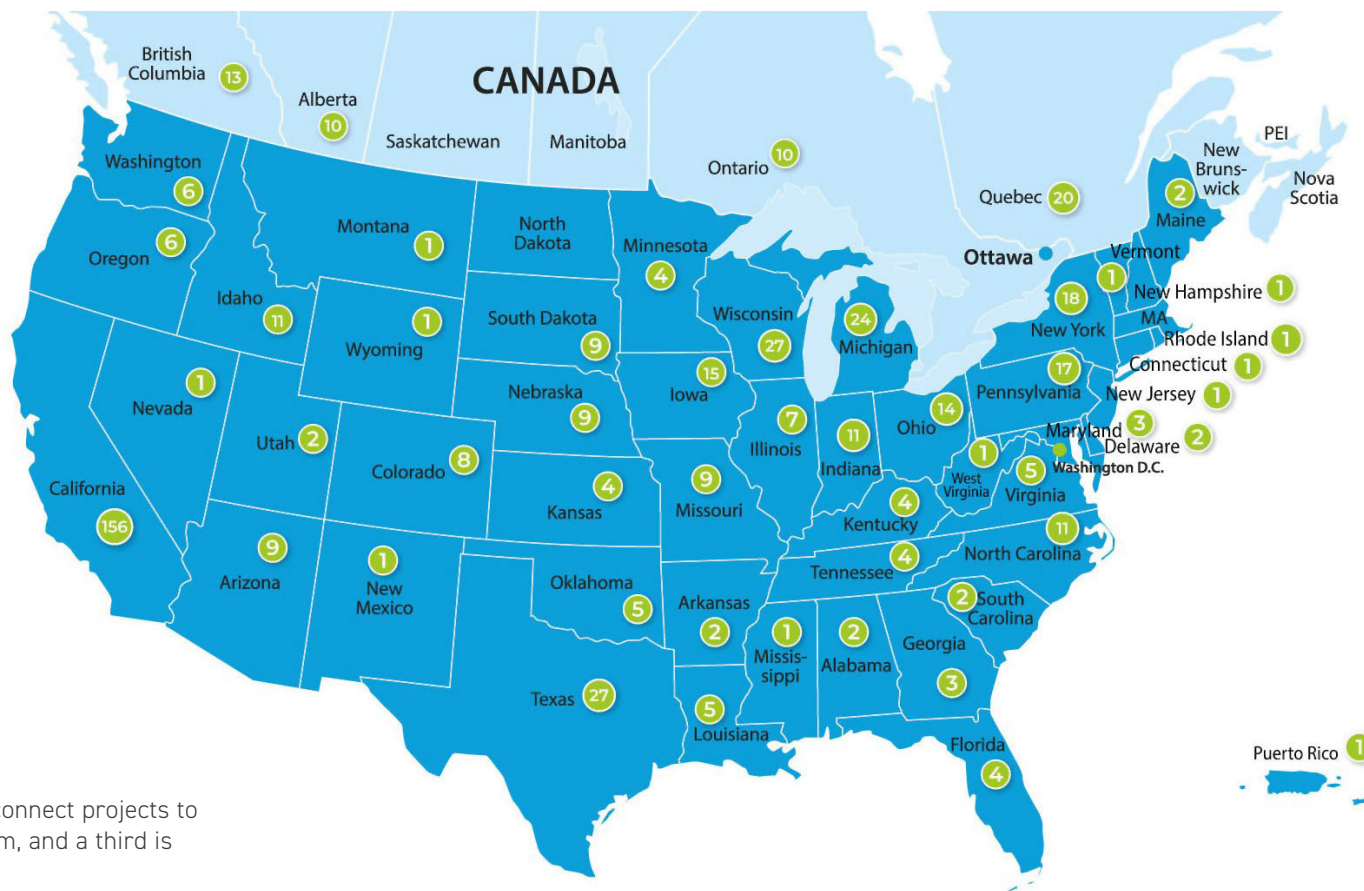 British
Columbia 13
Alberta
10
CANADA
Saskatchewan
Manitoba
Ontario 10
Quebec 20
PEI
New
Bruns-
wick
Nova
Scotia
Ottawa
Washington
6
Oregon 6
Idaho
11
Montana 1
North
Dakota
Minnesota
4
Wisconsin
27
24
Michigan
2
Maine
Vermont
1
18
New York
New Hampshire 1
MA
Rhode Island 1
Connecticut 1
New Jersey 1
Wyoming 1
South Dakota
9
Nebraska
9
15
Iowa
7
Illinois
11
Indiana
14
Ohio
17
Pennsylvania
Maryland 3
Delaware 2
Washington D.C.
1
Nevada
Utah 2
Colorado 8
4
Kansas
9
Missouri
4
Kentucky
1
West
Virginia
5
Virginia
California
156
9
Arizona
1
New
Mexico
Oklahoma
5
Arkansas
2
4
Tennessee
11
North Carolina
2 South
Carolina
Texas 27
5
Louisiana
1
Missis-
sippi
2
Alabama
Georgia
3
Florida
4
Puerto Rico 1
connect projects to
m, and a third is